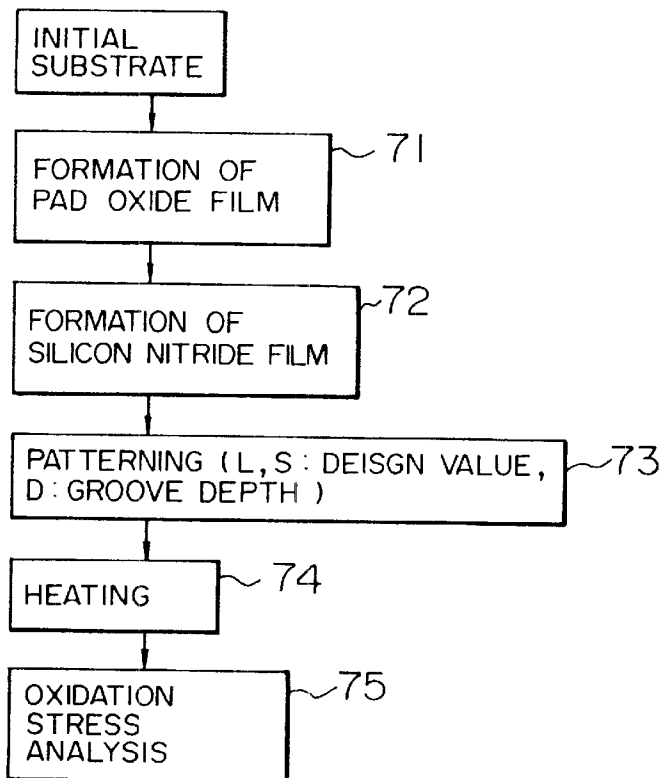 INITIAL
SUBSTRATE
FORMATION OF
PAD OXIDE FILM
71
FORMATION OF
SILICON NITRIDE FILM
72
PATTERNING (L,S : DEISGN VALUE,
D : GROOVE DEPTH )
73
HEATING
74
OXIDATION
STRESS
ANALYSIS
75